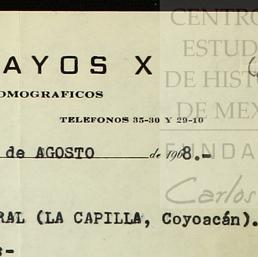 CENTRO
ESTUD
DE HIST
DE MEX
FUNDA
Carlos
AYOS X
OMOGRAFICOS
TELEFONOS 35-30 Y 29-10
de AGOSTO de 1968.-
RAL (LA CAPILLA, Coyoacán).
:-